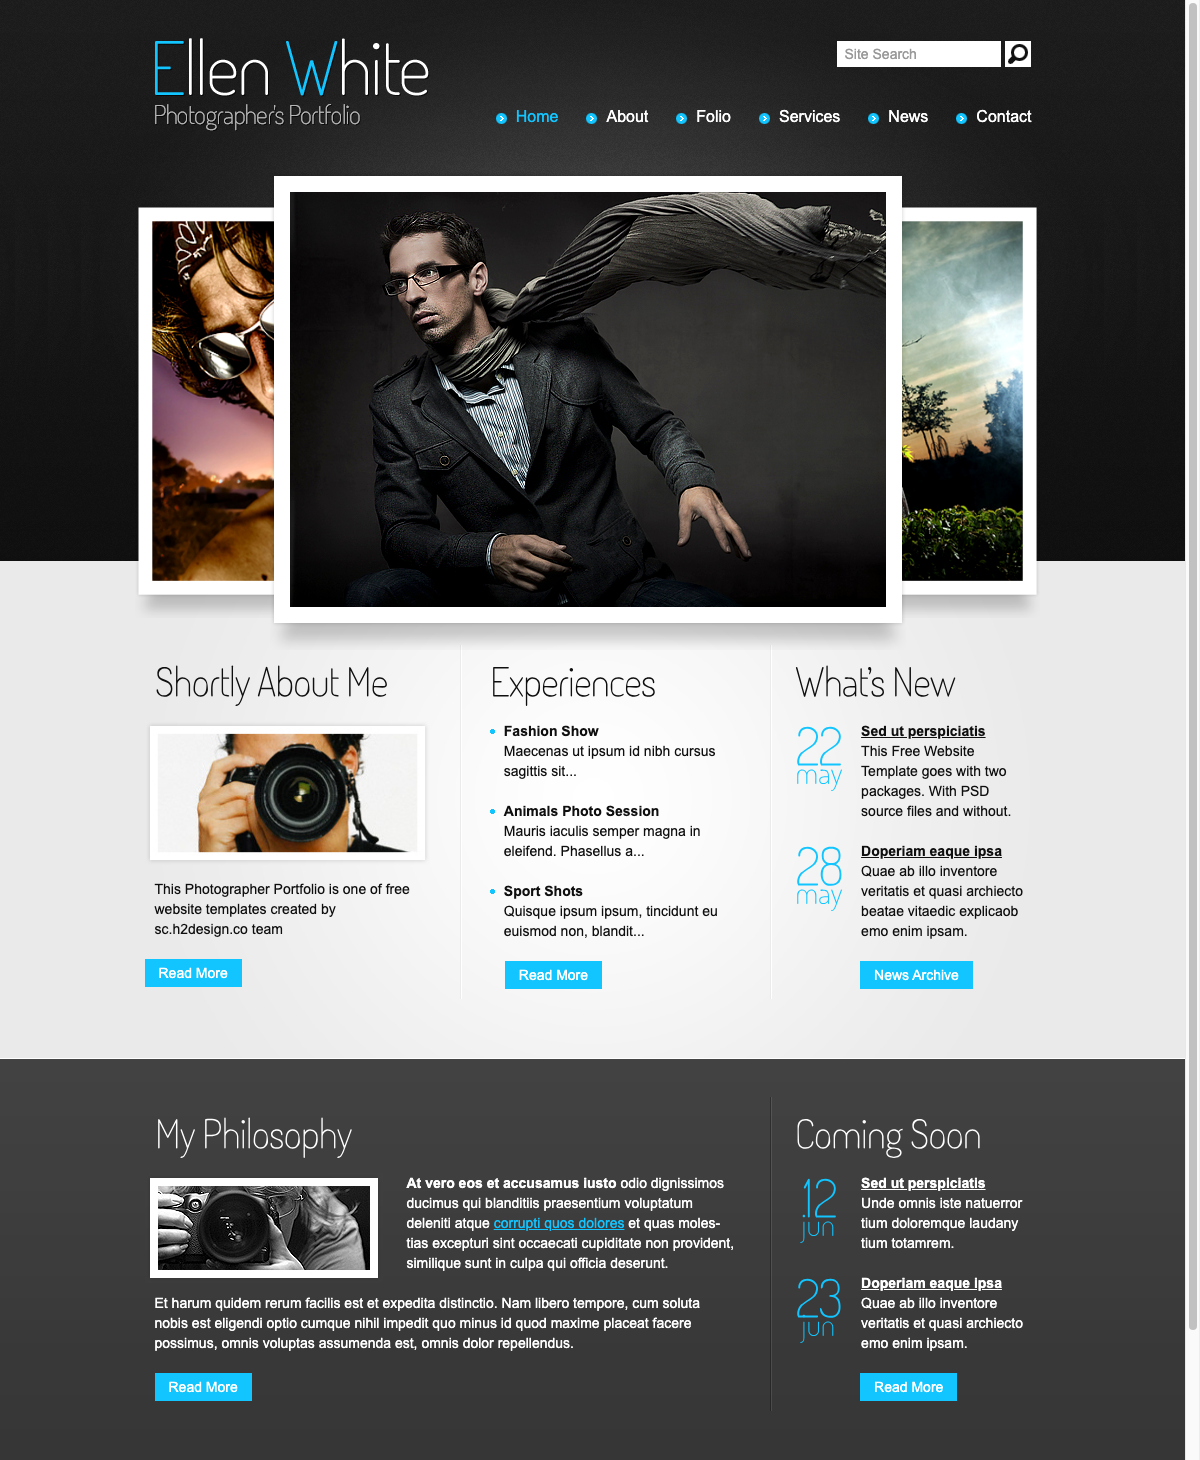 Ellen White
Photographer's Portfolio
Site Search
Home About Folio Services News Contact
Shortly About Me
This Photographer Portfolio is one of free
website templates created by
sc.h2design.co team
Read More
Experiences
Fashion Show
Maecenas ut ipsum id nibh cursus
sagittis sit...
Animals Photo Session
Mauris iaculis semper magna in
eleifend. Phasellus a...
Sport Shots
Quisque ipsum ipsum, tincidunt eu
euismod non, blandit...
Read More
What's New
22
may
Sed ut perspiciatis
This Free Website
Template goes with two
packages. With PSD
source files and without.
28
may
Doperiam eaque ipsa
Quae ab illo inventore
veritatis et quasi archiecto
beatae vitaedic explicaob
emo enim ipsam.
News Archive
My Philosophy
At vero eos et accusamus iusto odio dignissimos
ducimus qui blanditiis praesentium voluptatum
deleniti atque corrupti quos dolores et quas moles-
tias excepturi sint occaecati cupiditate non provident,
similique sunt in culpa qui officia deserunt.
Et harum quidem rerum facilis est et expedita distinctio. Nam libero tempore, cum soluta
nobis est eligendi optio cumque nihil impedit quo minus id quod maxime placeat facere
possimus, omnis voluptas assumenda est, omnis dolor repellendus.
Read More
Coming Soon
.12
jun
Sed ut perspiciatis
Unde omnis iste natuerror
tium doloremque laudany
tium totamrem.
23
jun
Doperiam eaque ipsa
Quae ab illo inventore
veritatis et quasi archiecto
emo enim ipsam.
Read More